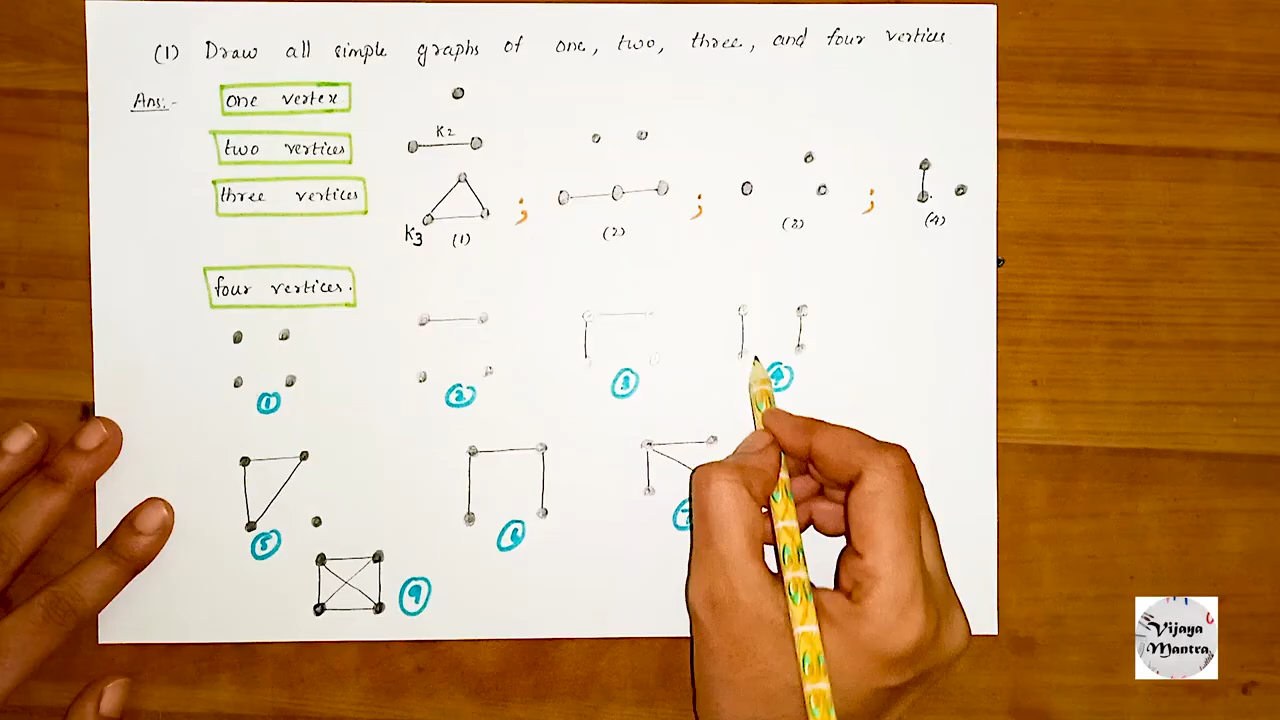 (1) Draw all simple graphs of one, two, three, and four vertices
Ans:- one vertex
K2
two vertices
three vertices
; ; ;
K3 (1) (2) (3) (4)
four vertices.
1 2 3 4
5 6 7
9
Vijaya
Mantra